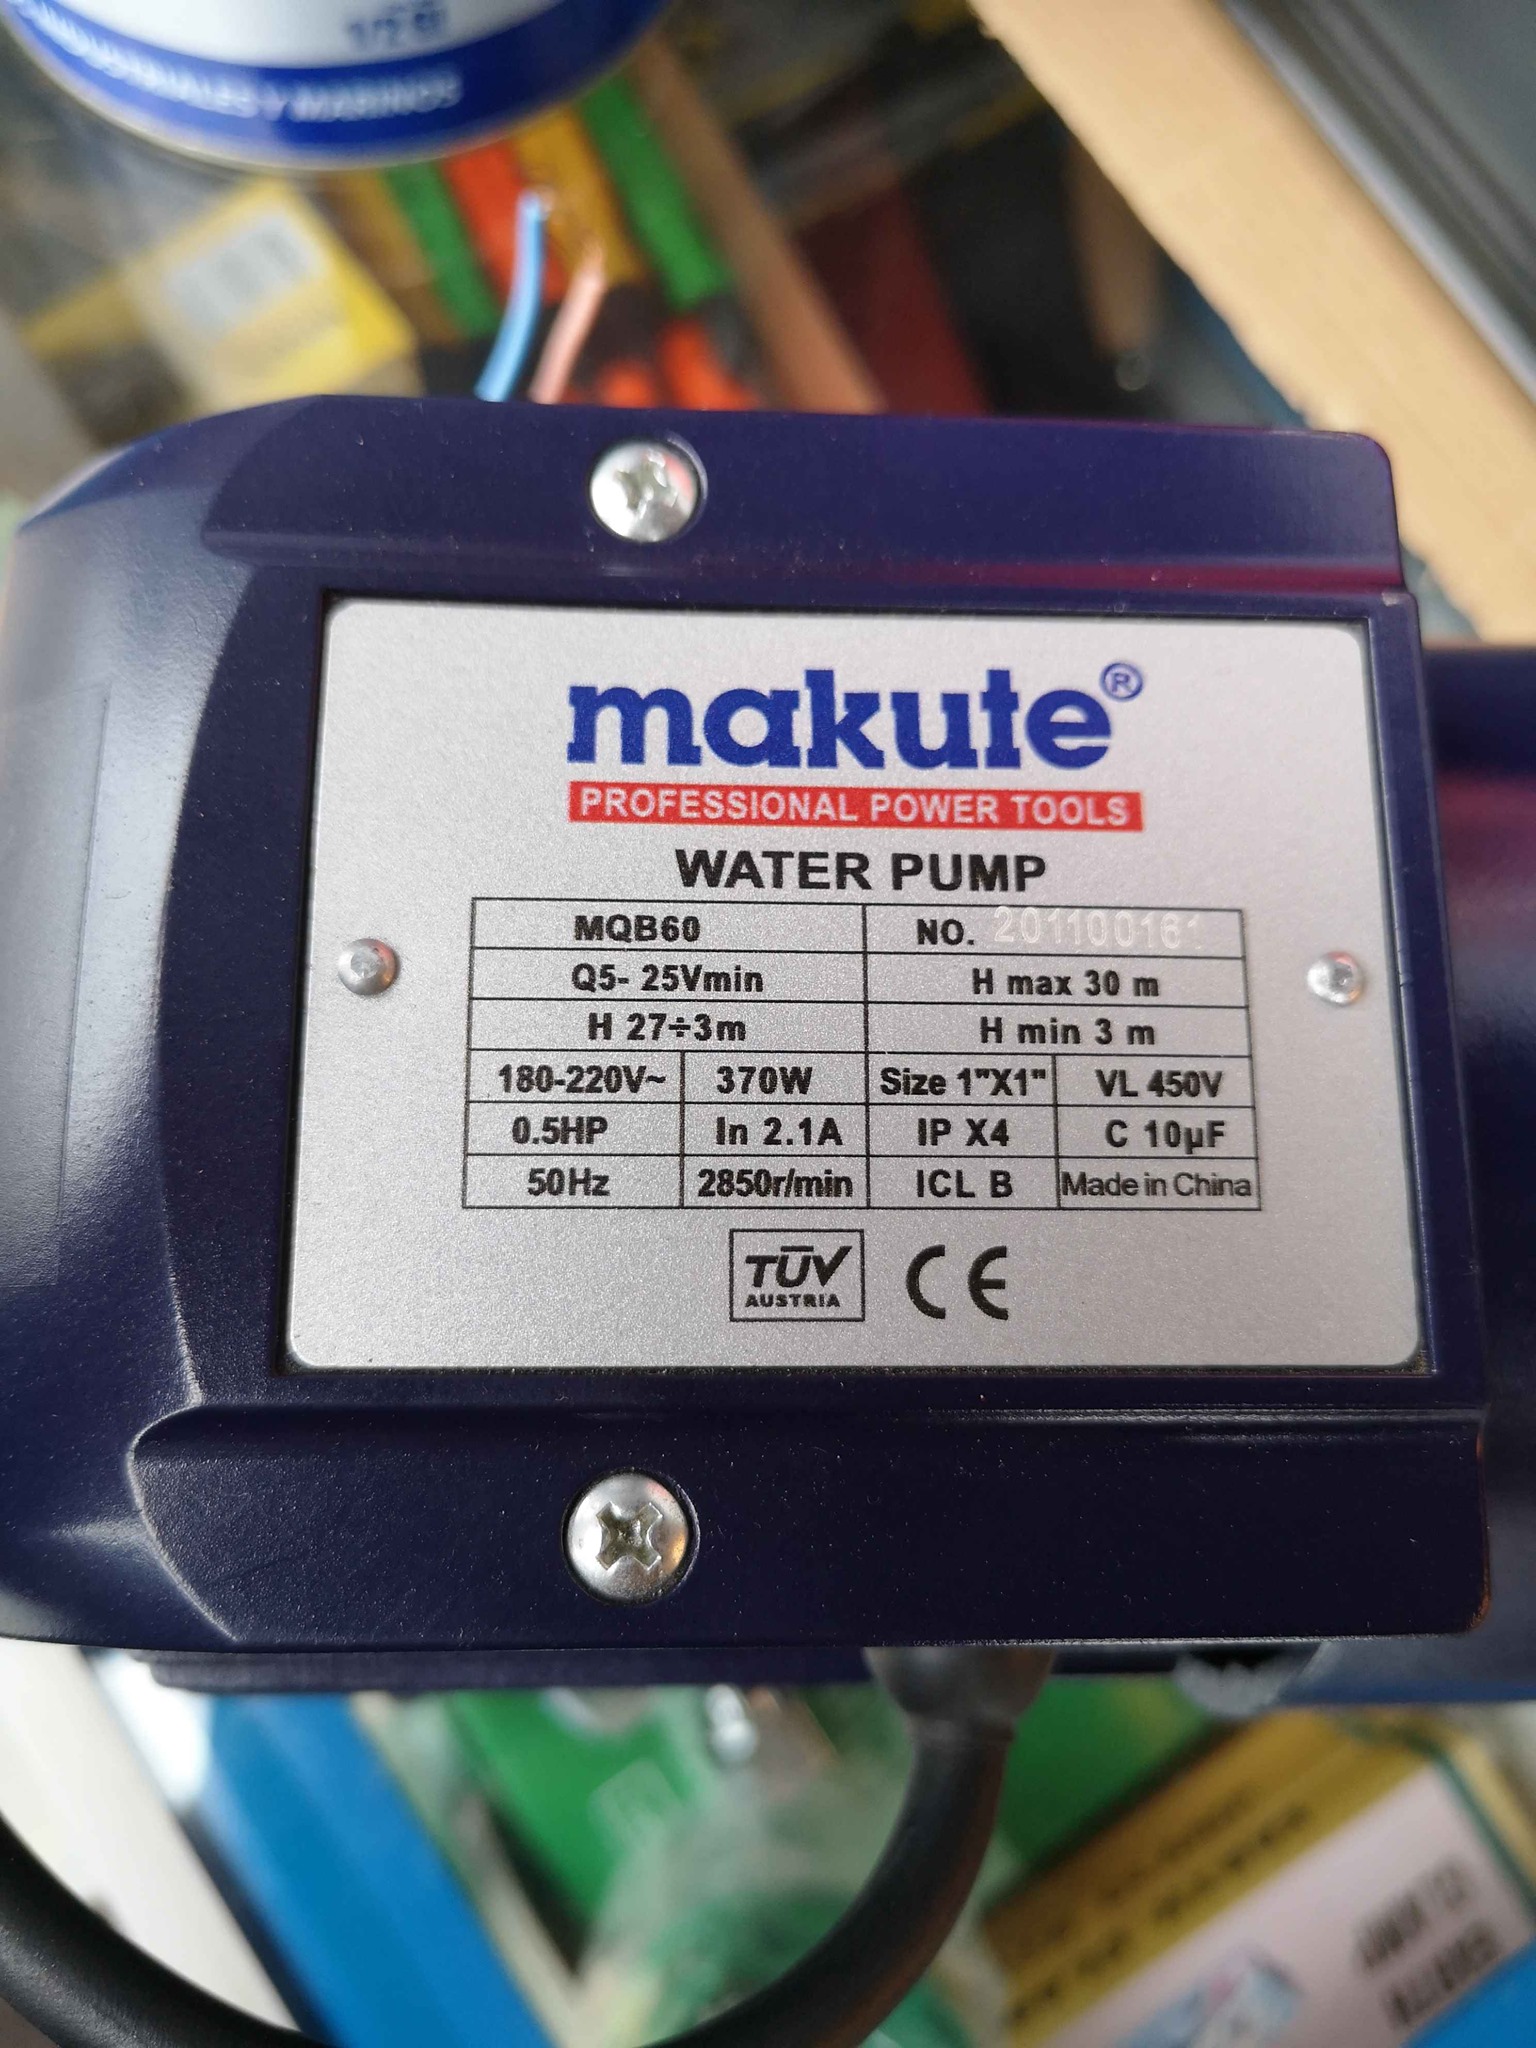 Y MARINOS
makute®
PROFESSIONAL POWER TOOLS
WATER PUMP
MQB60 NO. 201100161
Q5- 25Vmin H max 30 m
H 27÷3m H min 3 m
180-220V~ 370W Size 1"X1" VL 450V
0.5HP In 2.1A IP X4 C 10µF
50Hz 2850r/min ICL B Made in China
TÜV
AUSTRIA
CE